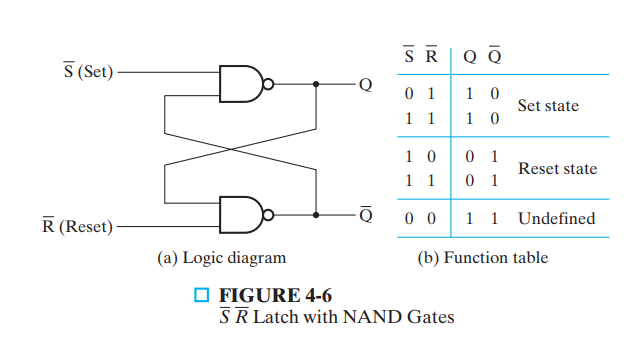 S̅ (Set)
Q
R̅ (Reset)
Q̅
(a) Logic diagram
S̅ R̅ Q Q̅
0 1 1 0
1 1 1 0
Set state
1 0 0 1
1 1 0 1
Reset state
0 0 1 1 Undefined
(b) Function table
FIGURE 4-6
S̅ R̅ Latch with NAND Gates